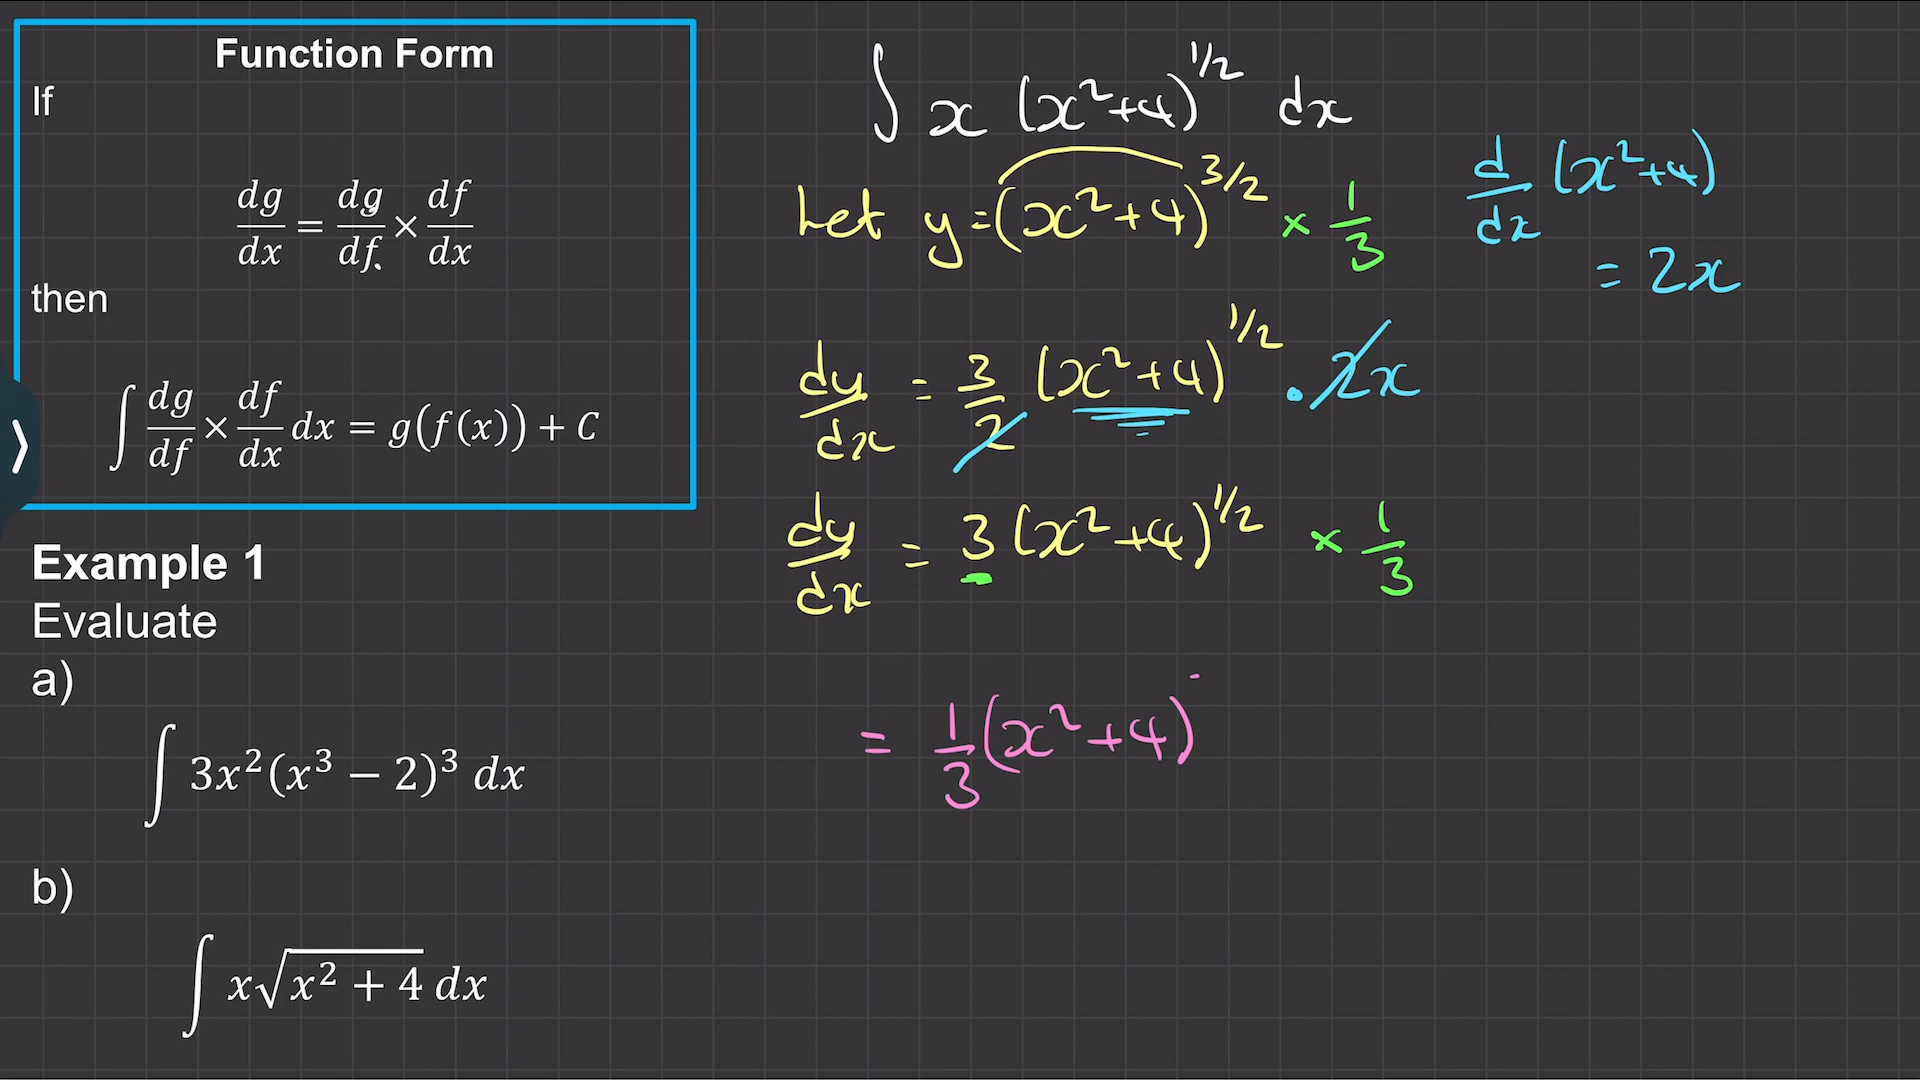 Function Form
If
dg/dx = dg/df × df/dx
then
∫ dg/df × df/dx dx = g(f(x)) + C
Example 1
Evaluate
a)
∫ 3x²(x³ − 2)³ dx
b)
∫ x√(x² + 4) dx
∫ x (x²+4)^1/2 dx
Let y = (x²+4)^3/2 × 1/3
d/dx (x²+4)
= 2x
dy/dx = 3/2 (x²+4)^1/2 . 2x
dy/dx = 3 (x²+4)^1/2 × 1/3
= 1/3 (x²+4)